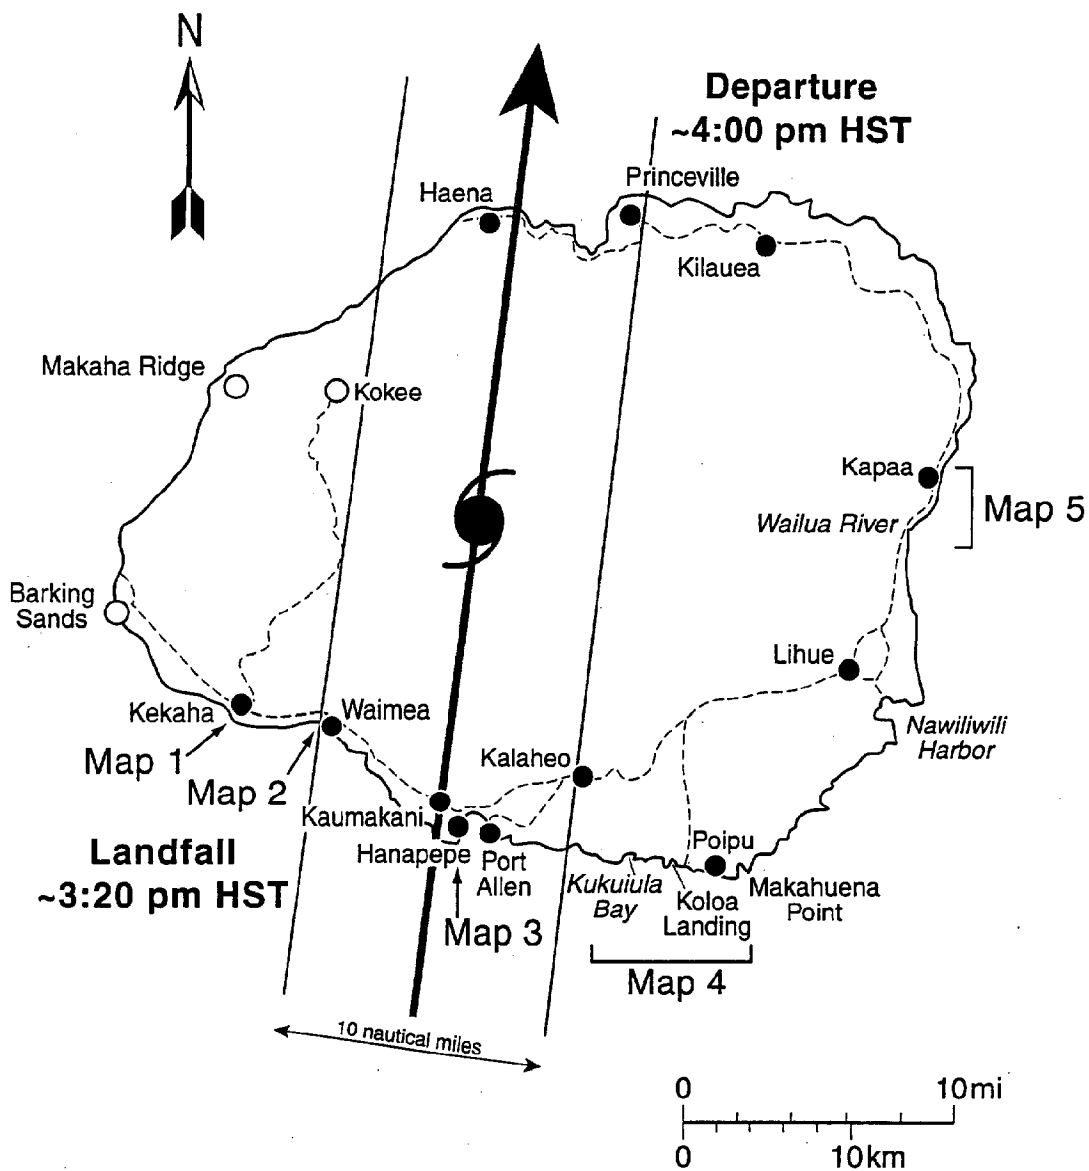 N
Departure
~4:00 pm HST
Princeville
Haena
Kilauea
Makaha Ridge
Kokee
Kapaa
Map 5
Wailua River
Barking
Sands
Lihue
Kekaha
Waimea
Nawiliwili
Harbor
Map 1
Map 2
Kalaheo
Kaumakani
Landfall
~3:20 pm HST
Hanapepe
Port
Allen
Poipu
Kukuiula
Bay
Koloa
Landing
Makahuena
Point
Map 3
Map 4
10 nautical miles
0 10mi
0 10km